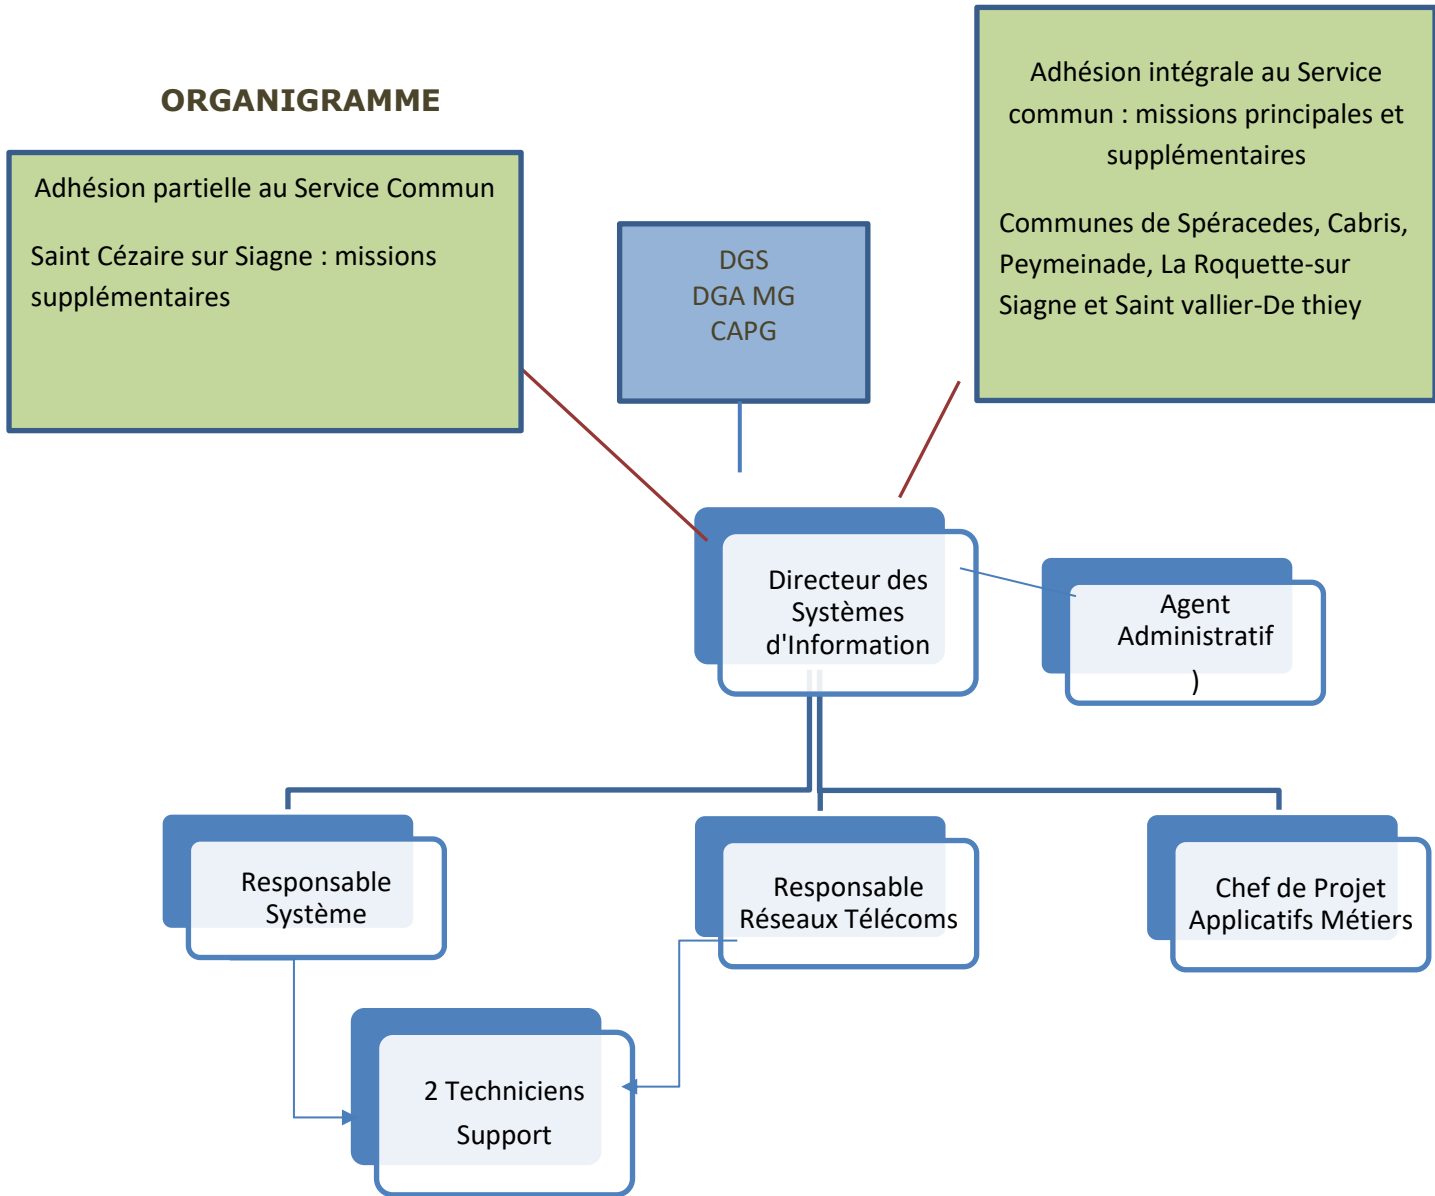 ORGANIGRAMME
Adhésion partielle au Service Commun
Saint Cézaire sur Siagne : missions
supplémentaires
DGS
DGA MG
CAPG
Adhésion intégrale au Service
commun : missions principales et
supplémentaires
Communes de Spéracedes, Cabris,
Peymeinade, La Roquette-sur
Siagne et Saint vallier-De thiey
Directeur des
Systèmes
d'Information
Agent
Administratif
)
Responsable
Système
Responsable
Réseaux Télécoms
Chef de Projet
Applicatifs Métiers
2 Techniciens
Support